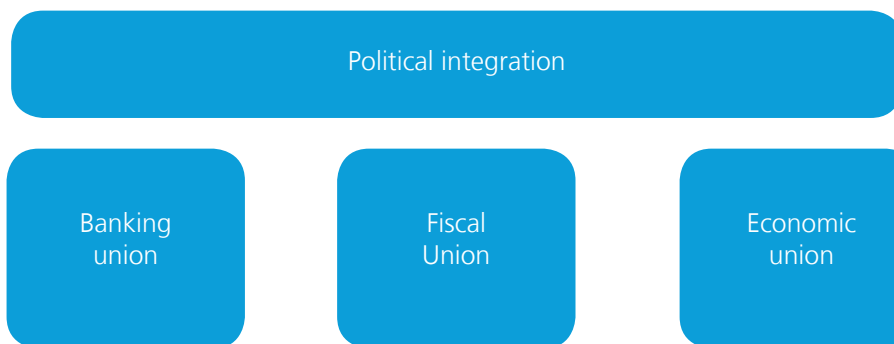 Political integration
Banking
union
Fiscal
Union
Economic
union